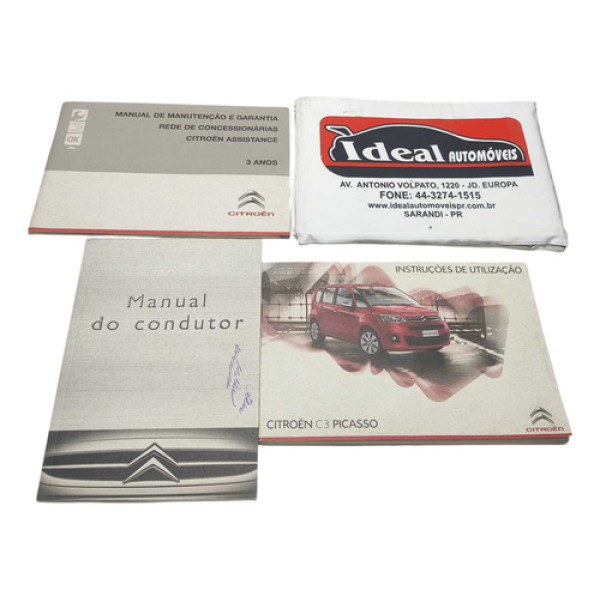 MANUAL DE MANUTENÇÃO E GARANTIA
REDE DE CONCESSIONÁRIAS
CITROËN ASSISTANCE
3 ANOS
OK
CITROËN
Ideal AUTOMÓVEIS
AV. ANTONIO VOLPATO, 1220 - JD. EUROPA
FONE: 44-3274-1515
www.idealautomoveispr.com.br
SARANDI - PR
Manual
do condutor
INSTRUÇÕES DE UTILIZAÇÃO
CITROËN C3 PICASSO
CITROËN